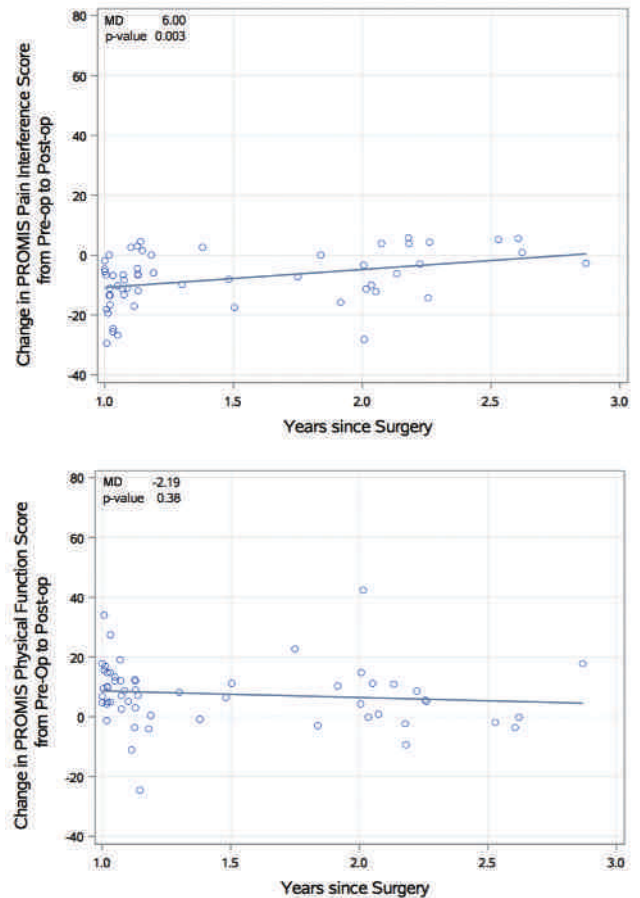 MD 6.00
p-value 0.003
Change in PROMIS Pain Interference Score
from Pre-op to Post-op
80
60
40
20
0
-20
-40
1.0 1.5 2.0 2.5 3.0
Years since Surgery
MD -2.19
p-value 0.38
Change in PROMIS Physical Function Score
from Pre-Op to Post-op
80
60
40
20
0
-20
-40
1.0 1.5 2.0 2.5 3.0
Years since Surgery